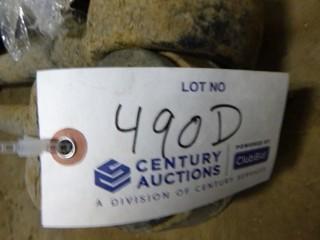 LOT NO
490D
CENTURY
AUCTIONS
A DIVISION OF CENTURY SERVICES
POWERED BY
ClubBid